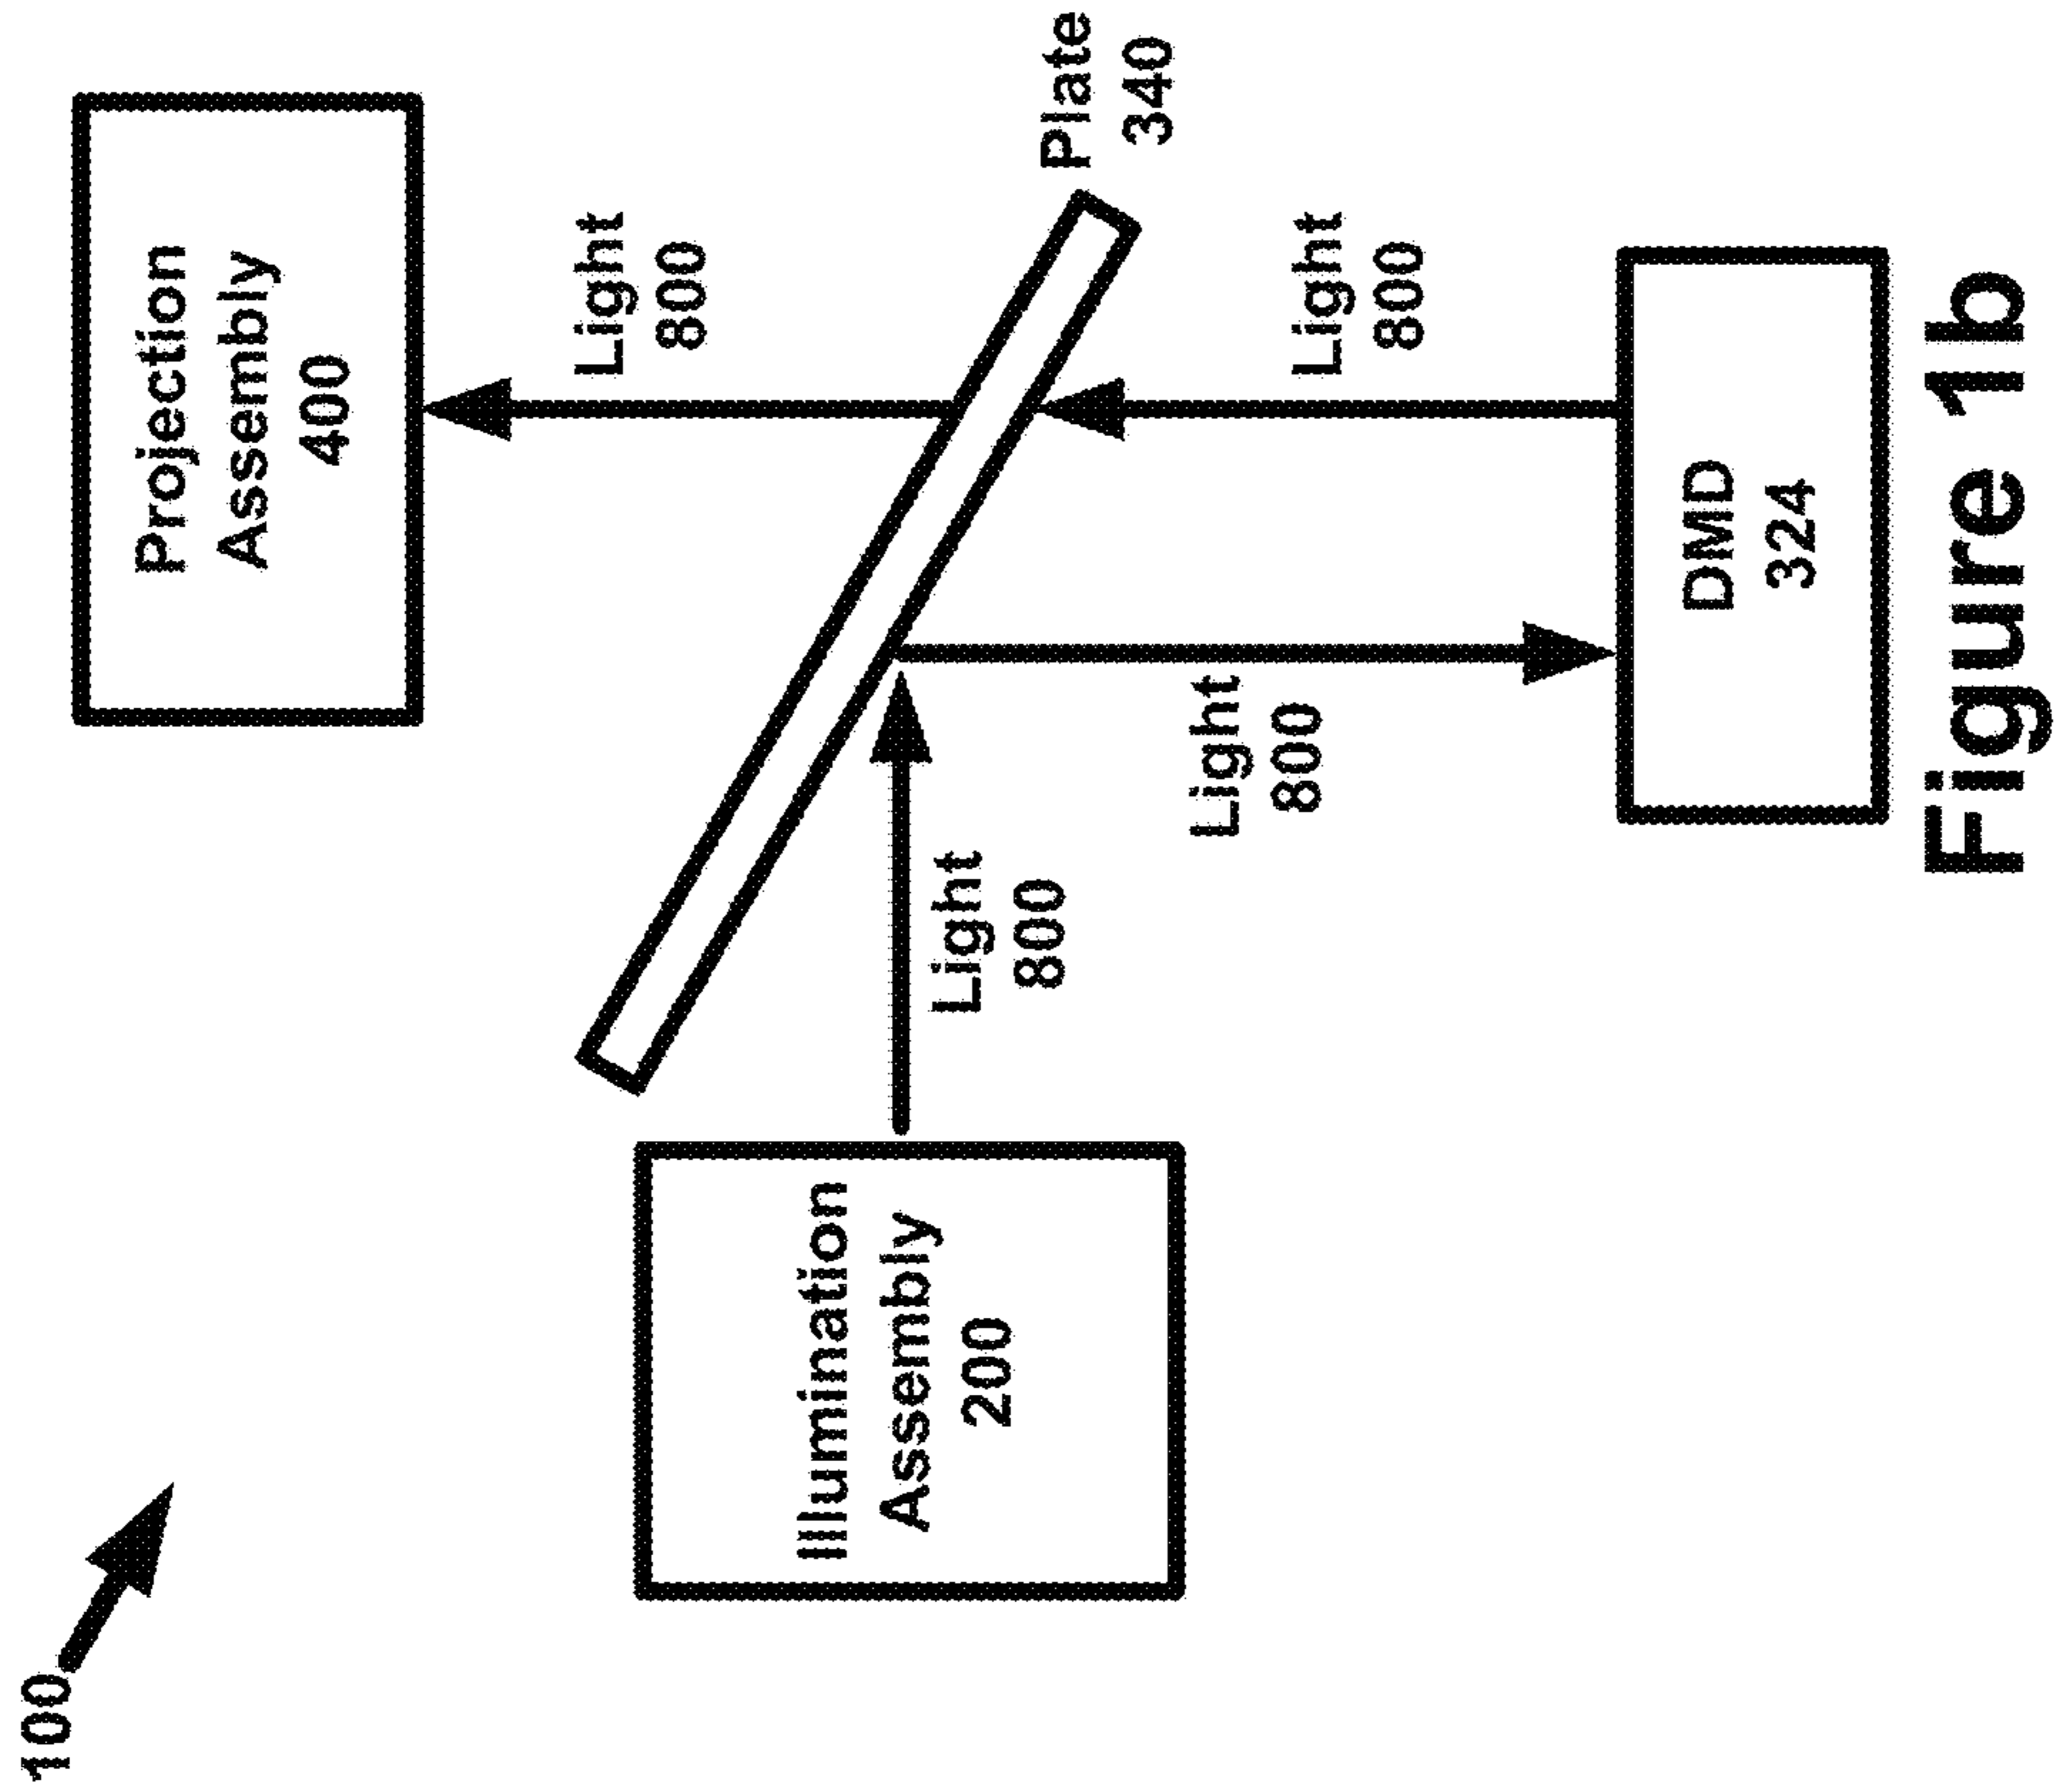 100
Projection
Assembly
400
Light
800
Plate
340
Illumination
Assembly
200
Light
800
Light
800
Light
800
DMD
324
Figure 1b